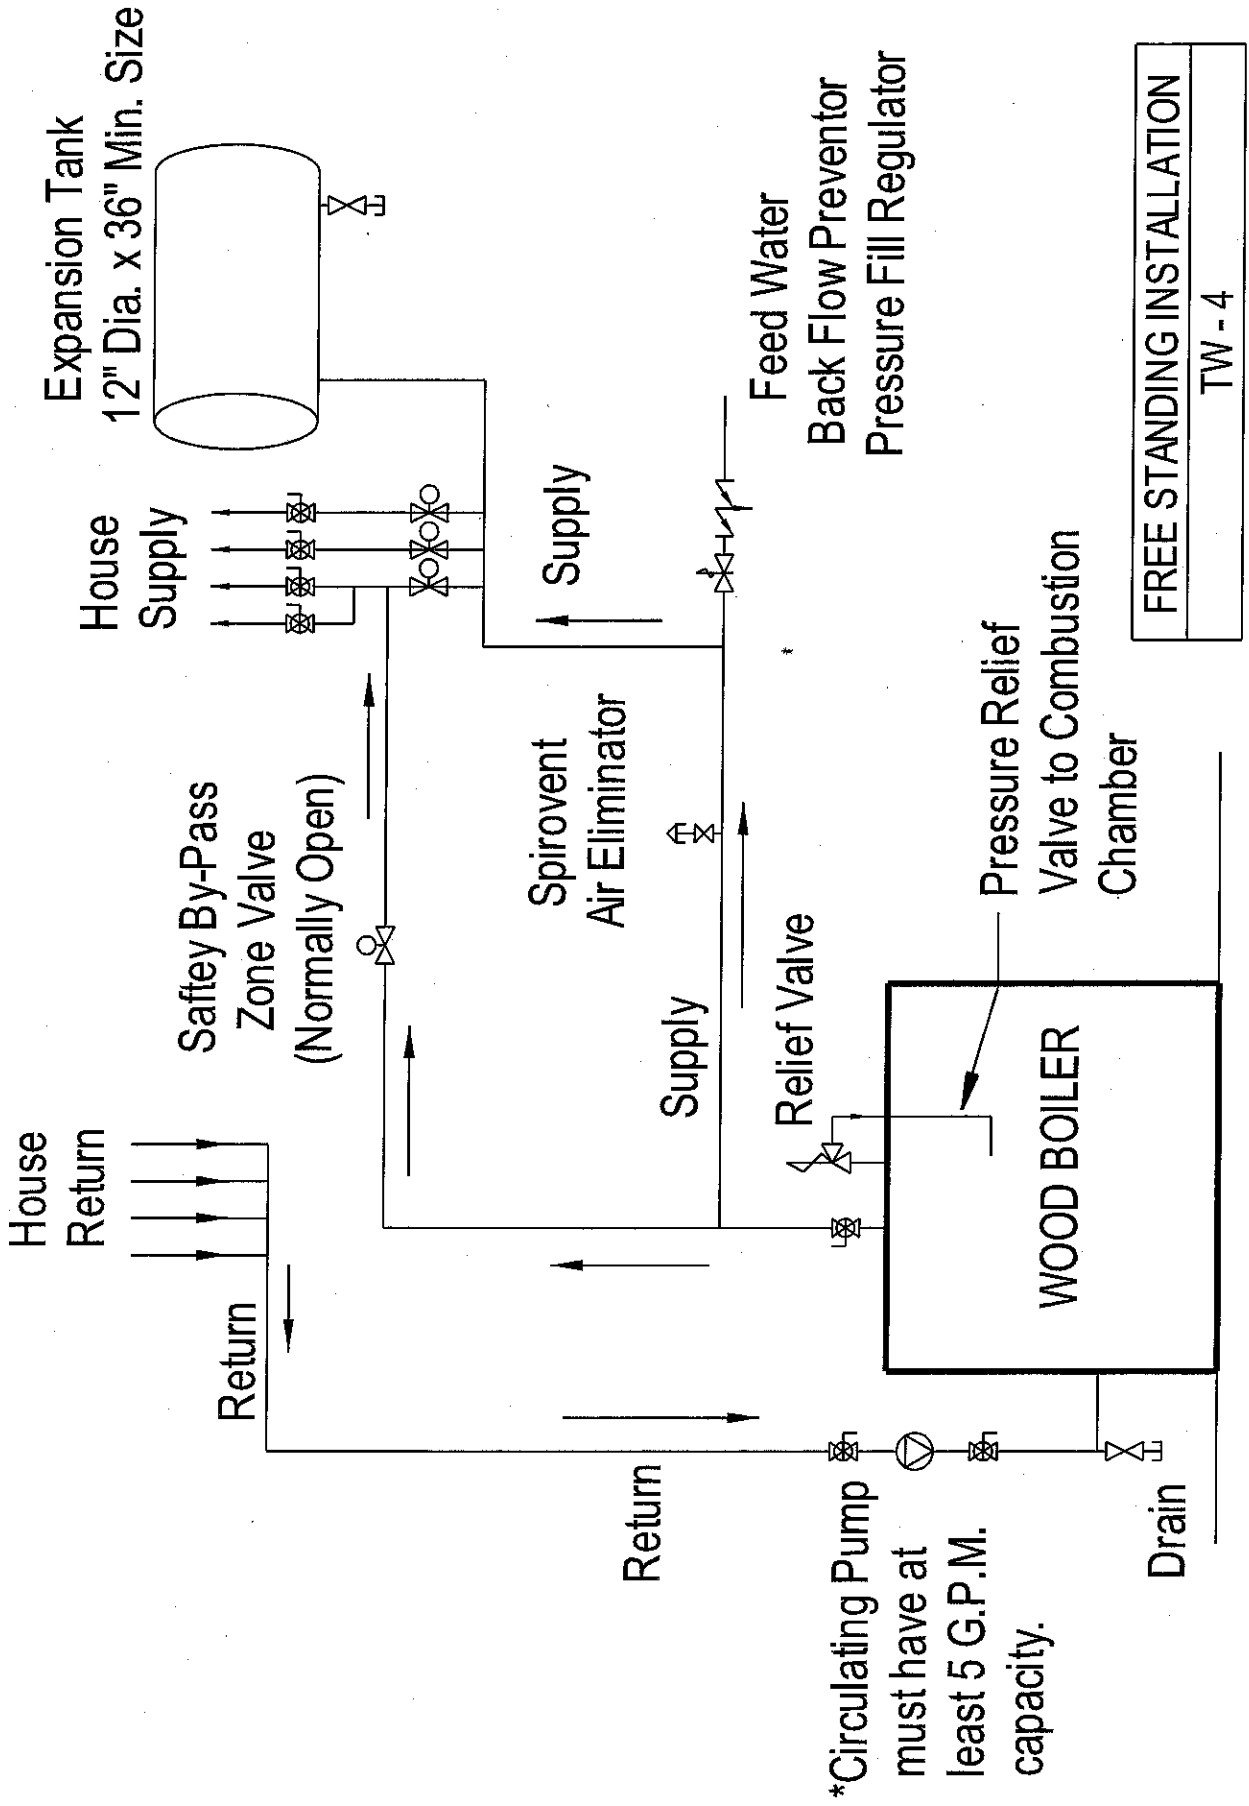 House
Return
Return
Return
Saftey By-Pass
Zone Valve
(Normally Open)
House
Supply
Expansion Tank
12" Dia. x 36" Min. Size
Spirovent
Air Eliminator
Supply
Supply
Relief Valve
Feed Water
Back Flow Preventor
Pressure Fill Regulator
*Circulating Pump
must have at
least 5 G.P.M.
capacity.
Drain
WOOD BOILER
Pressure Relief
Valve to Combustion
Chamber
*
FREE STANDING INSTALLATION
TW - 4